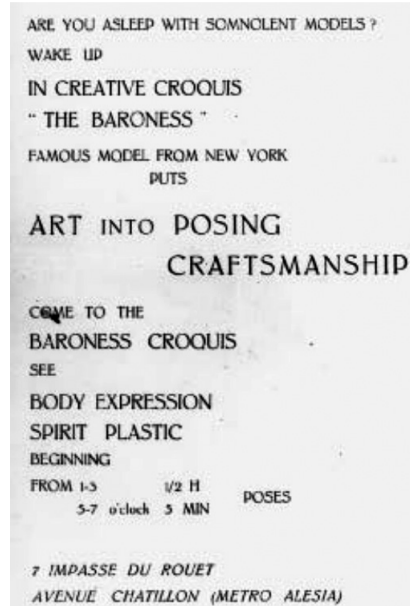 ARE YOU ASLEEP WITH SOMNOLENT MODELS ?
WAKE UP
IN CREATIVE CROQUIS
" THE BARONESS "
FAMOUS MODEL FROM NEW YORK
PUTS
ART INTO POSING
CRAFTSMANSHIP
COME TO THE
BARONESS CROQUIS
SEE
BODY EXPRESSION
SPIRIT PLASTIC
BEGINNING
FROM 1-3 1/2 H
5-7 o'clock 5 MIN POSES
7 IMPASSE DU ROUET
AVENUE CHATILLON (METRO ALESIA)